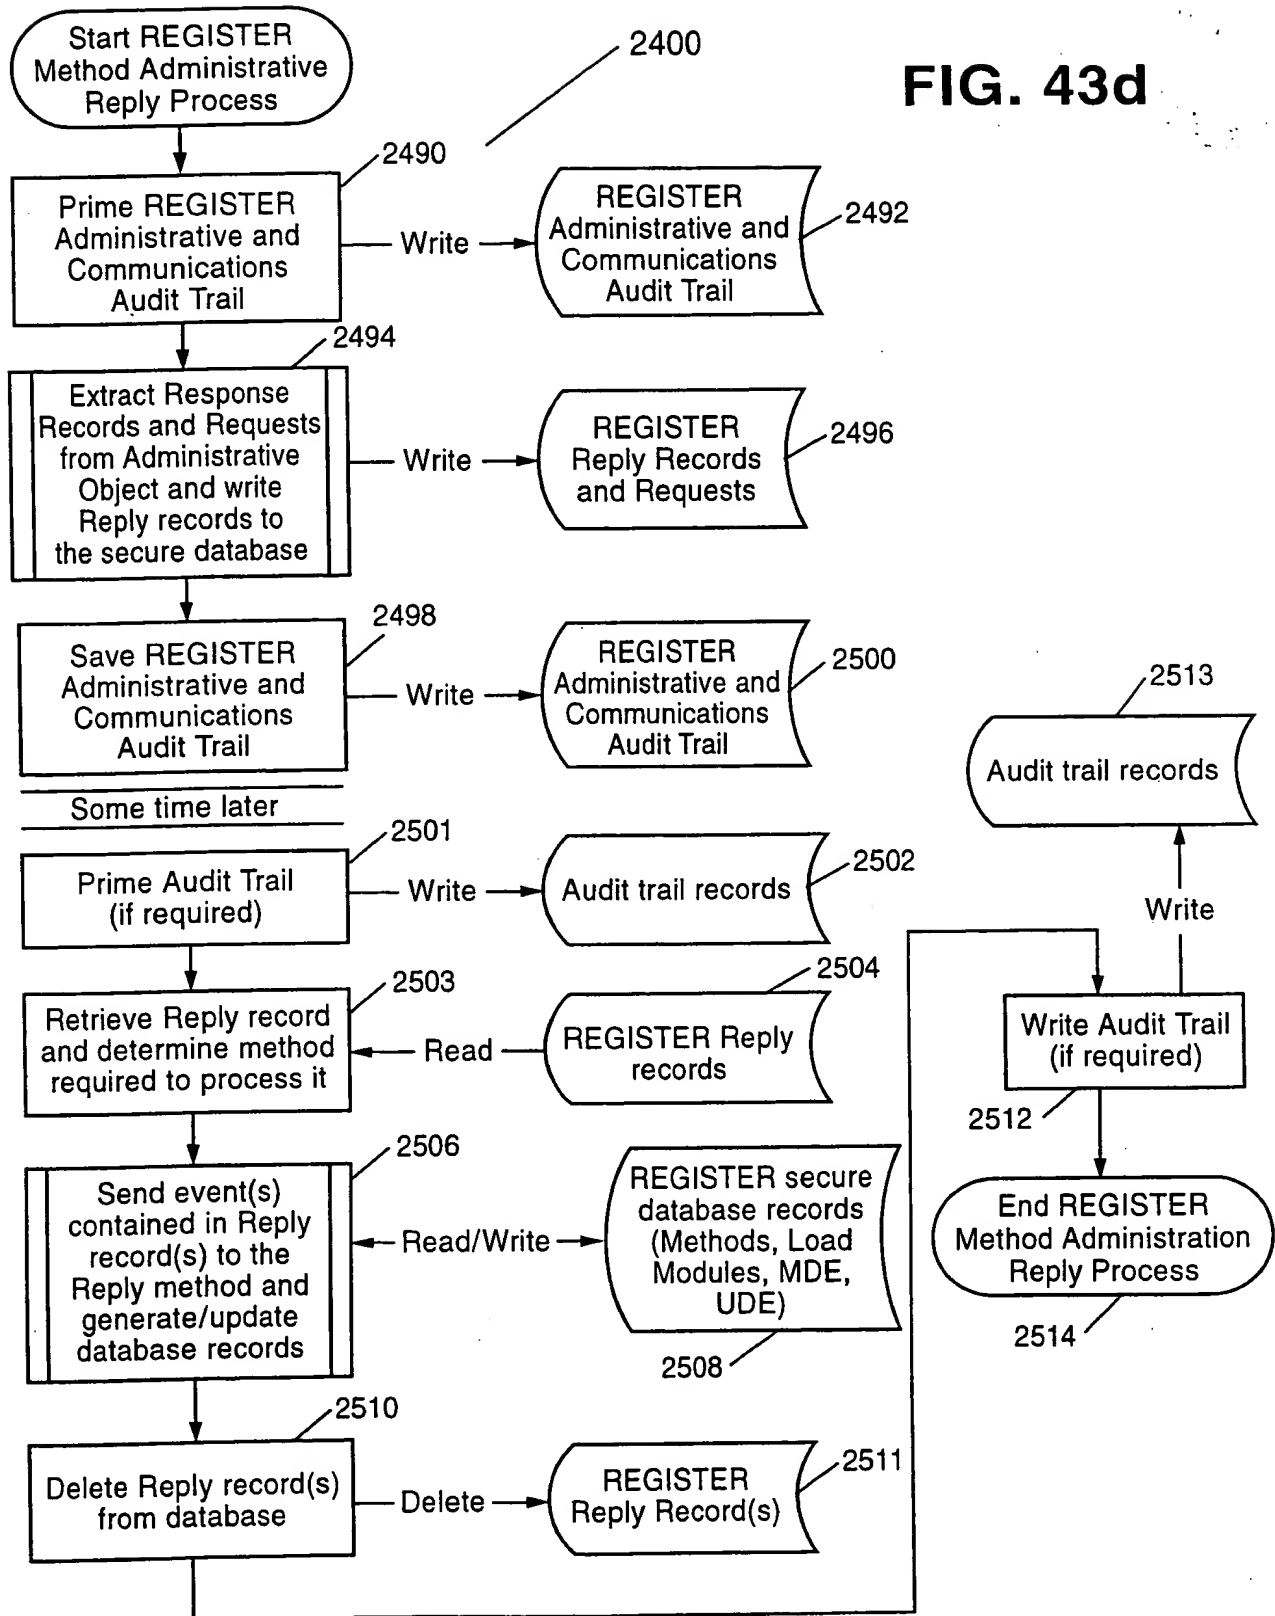 Start REGISTER
Method Administrative
Reply Process
2400
FIG. 43d
2490
Prime REGISTER
Administrative and
Communications
Audit Trail
Write
REGISTER
Administrative and
Communications
Audit Trail
2492
2494
Extract Response
Records and Requests
from Administrative
Object and write
Reply records to
the secure database
Write
REGISTER
Reply Records
and Requests
2496
2498
Save REGISTER
Administrative and
Communications
Audit Trail
Write
REGISTER
Administrative and
Communications
Audit Trail
2500
Some time later
2501
Prime Audit Trail
(if required)
Write
Audit trail records
2502
2503
Retrieve Reply record
and determine method
required to process it
Read
REGISTER Reply
records
2504
2506
Send event(s)
contained in Reply
record(s) to the
Reply method and
generate/update
database records
Read/Write
REGISTER secure
database records
(Methods, Load
Modules, MDE,
UDE)
2508
2510
Delete Reply record(s)
from database
Delete
REGISTER
Reply Record(s)
2511
2513
Audit trail records
Write
Write Audit Trail
(if required)
2512
End REGISTER
Method Administration
Reply Process
2514